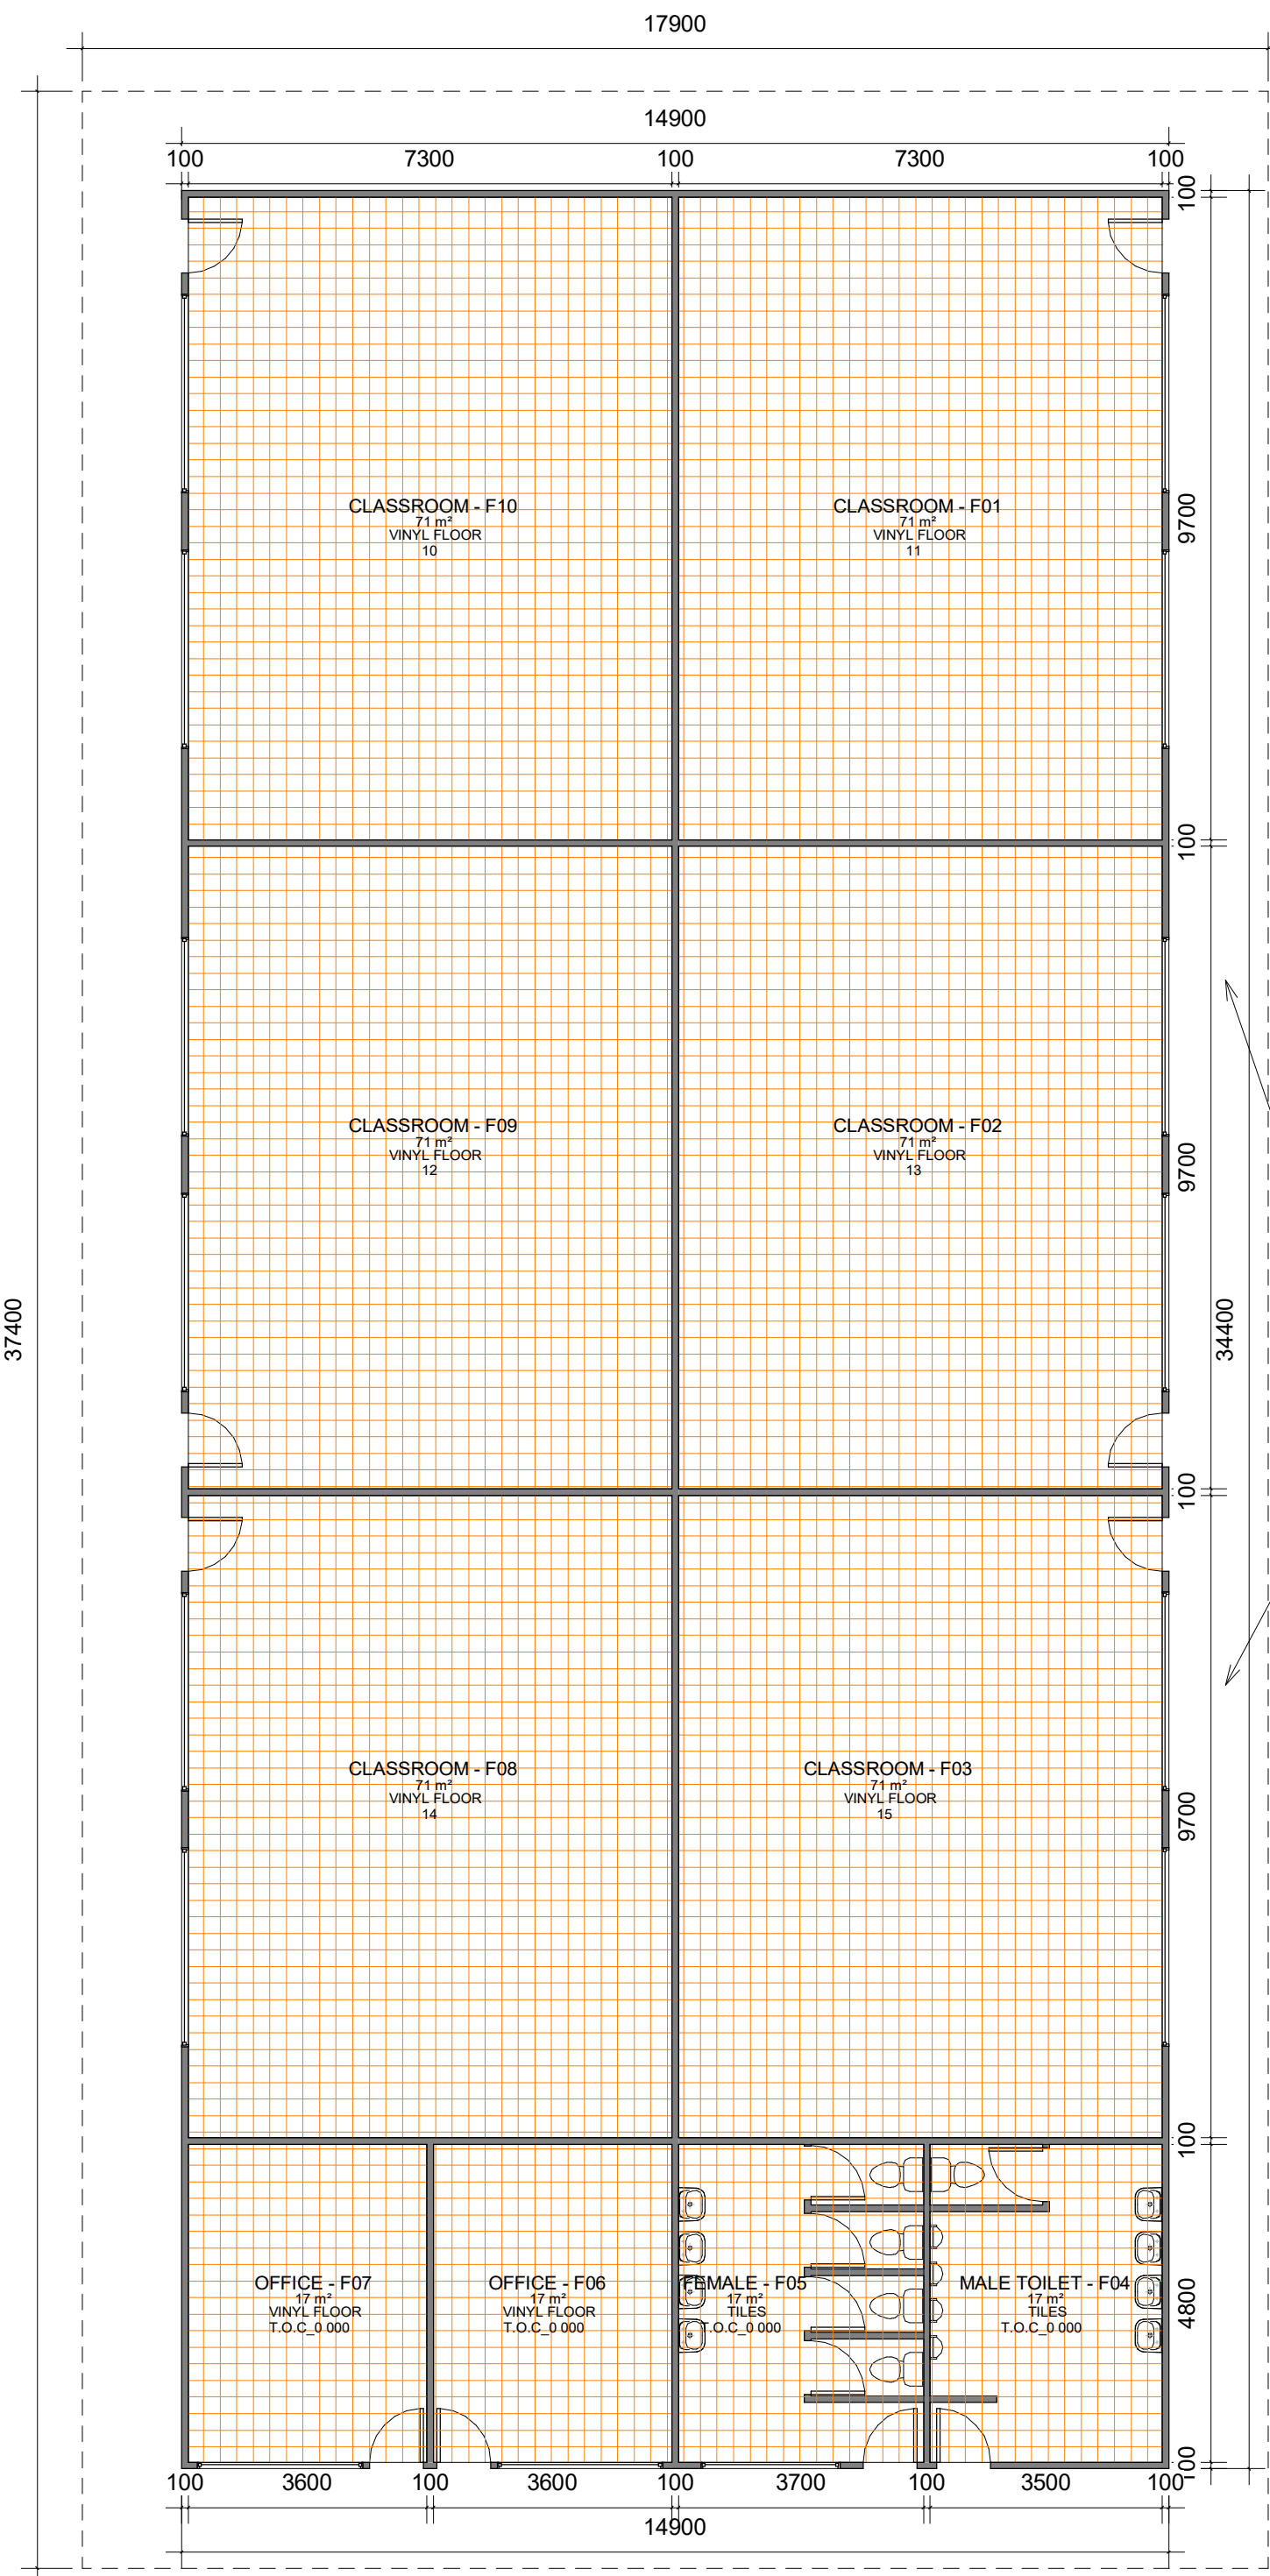 17900
14900
100 7300 100 7300 100
100
CLASSROOM - F10
71 m²
VINYL FLOOR
10
CLASSROOM - F01
71 m²
VINYL FLOOR
11
9700
100
CLASSROOM - F09
71 m²
VINYL FLOOR
12
CLASSROOM - F02
71 m²
VINYL FLOOR
13
9700
37400
34400
100
CLASSROOM - F08
71 m²
VINYL FLOOR
14
CLASSROOM - F03
71 m²
VINYL FLOOR
15
9700
100
OFFICE - F07
17 m²
VINYL FLOOR
T.O.C_0 000
OFFICE - F06
17 m²
VINYL FLOOR
T.O.C_0 000
FEMALE - F05
17 m²
TILES
T.O.C_0 000
MALE TOILET - F04
17 m²
TILES
T.O.C_0 000
4800
100
100 3600 100 3600 100 3700 100 3500 100
14900